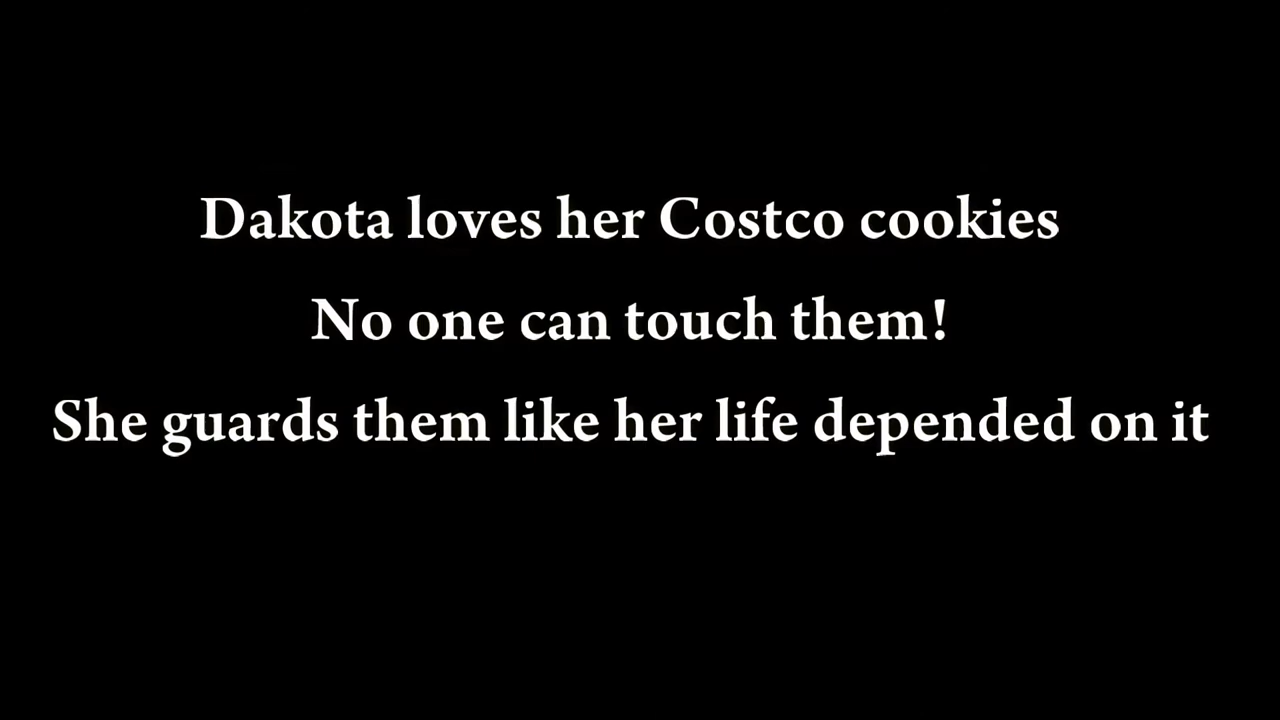 Dakota loves her Costco cookies
No one can touch them!
She guards them like her life depended on it